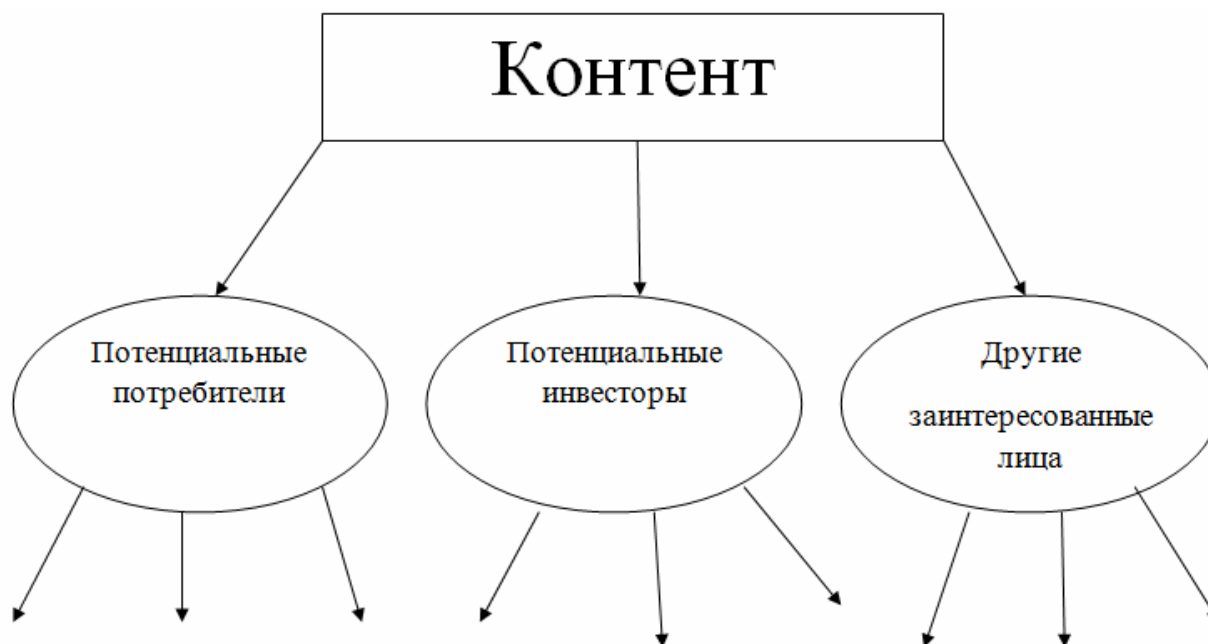 Контент
Потенциальные
потребители
Потенциальные
инвесторы
Другие
заинтересованные
лица